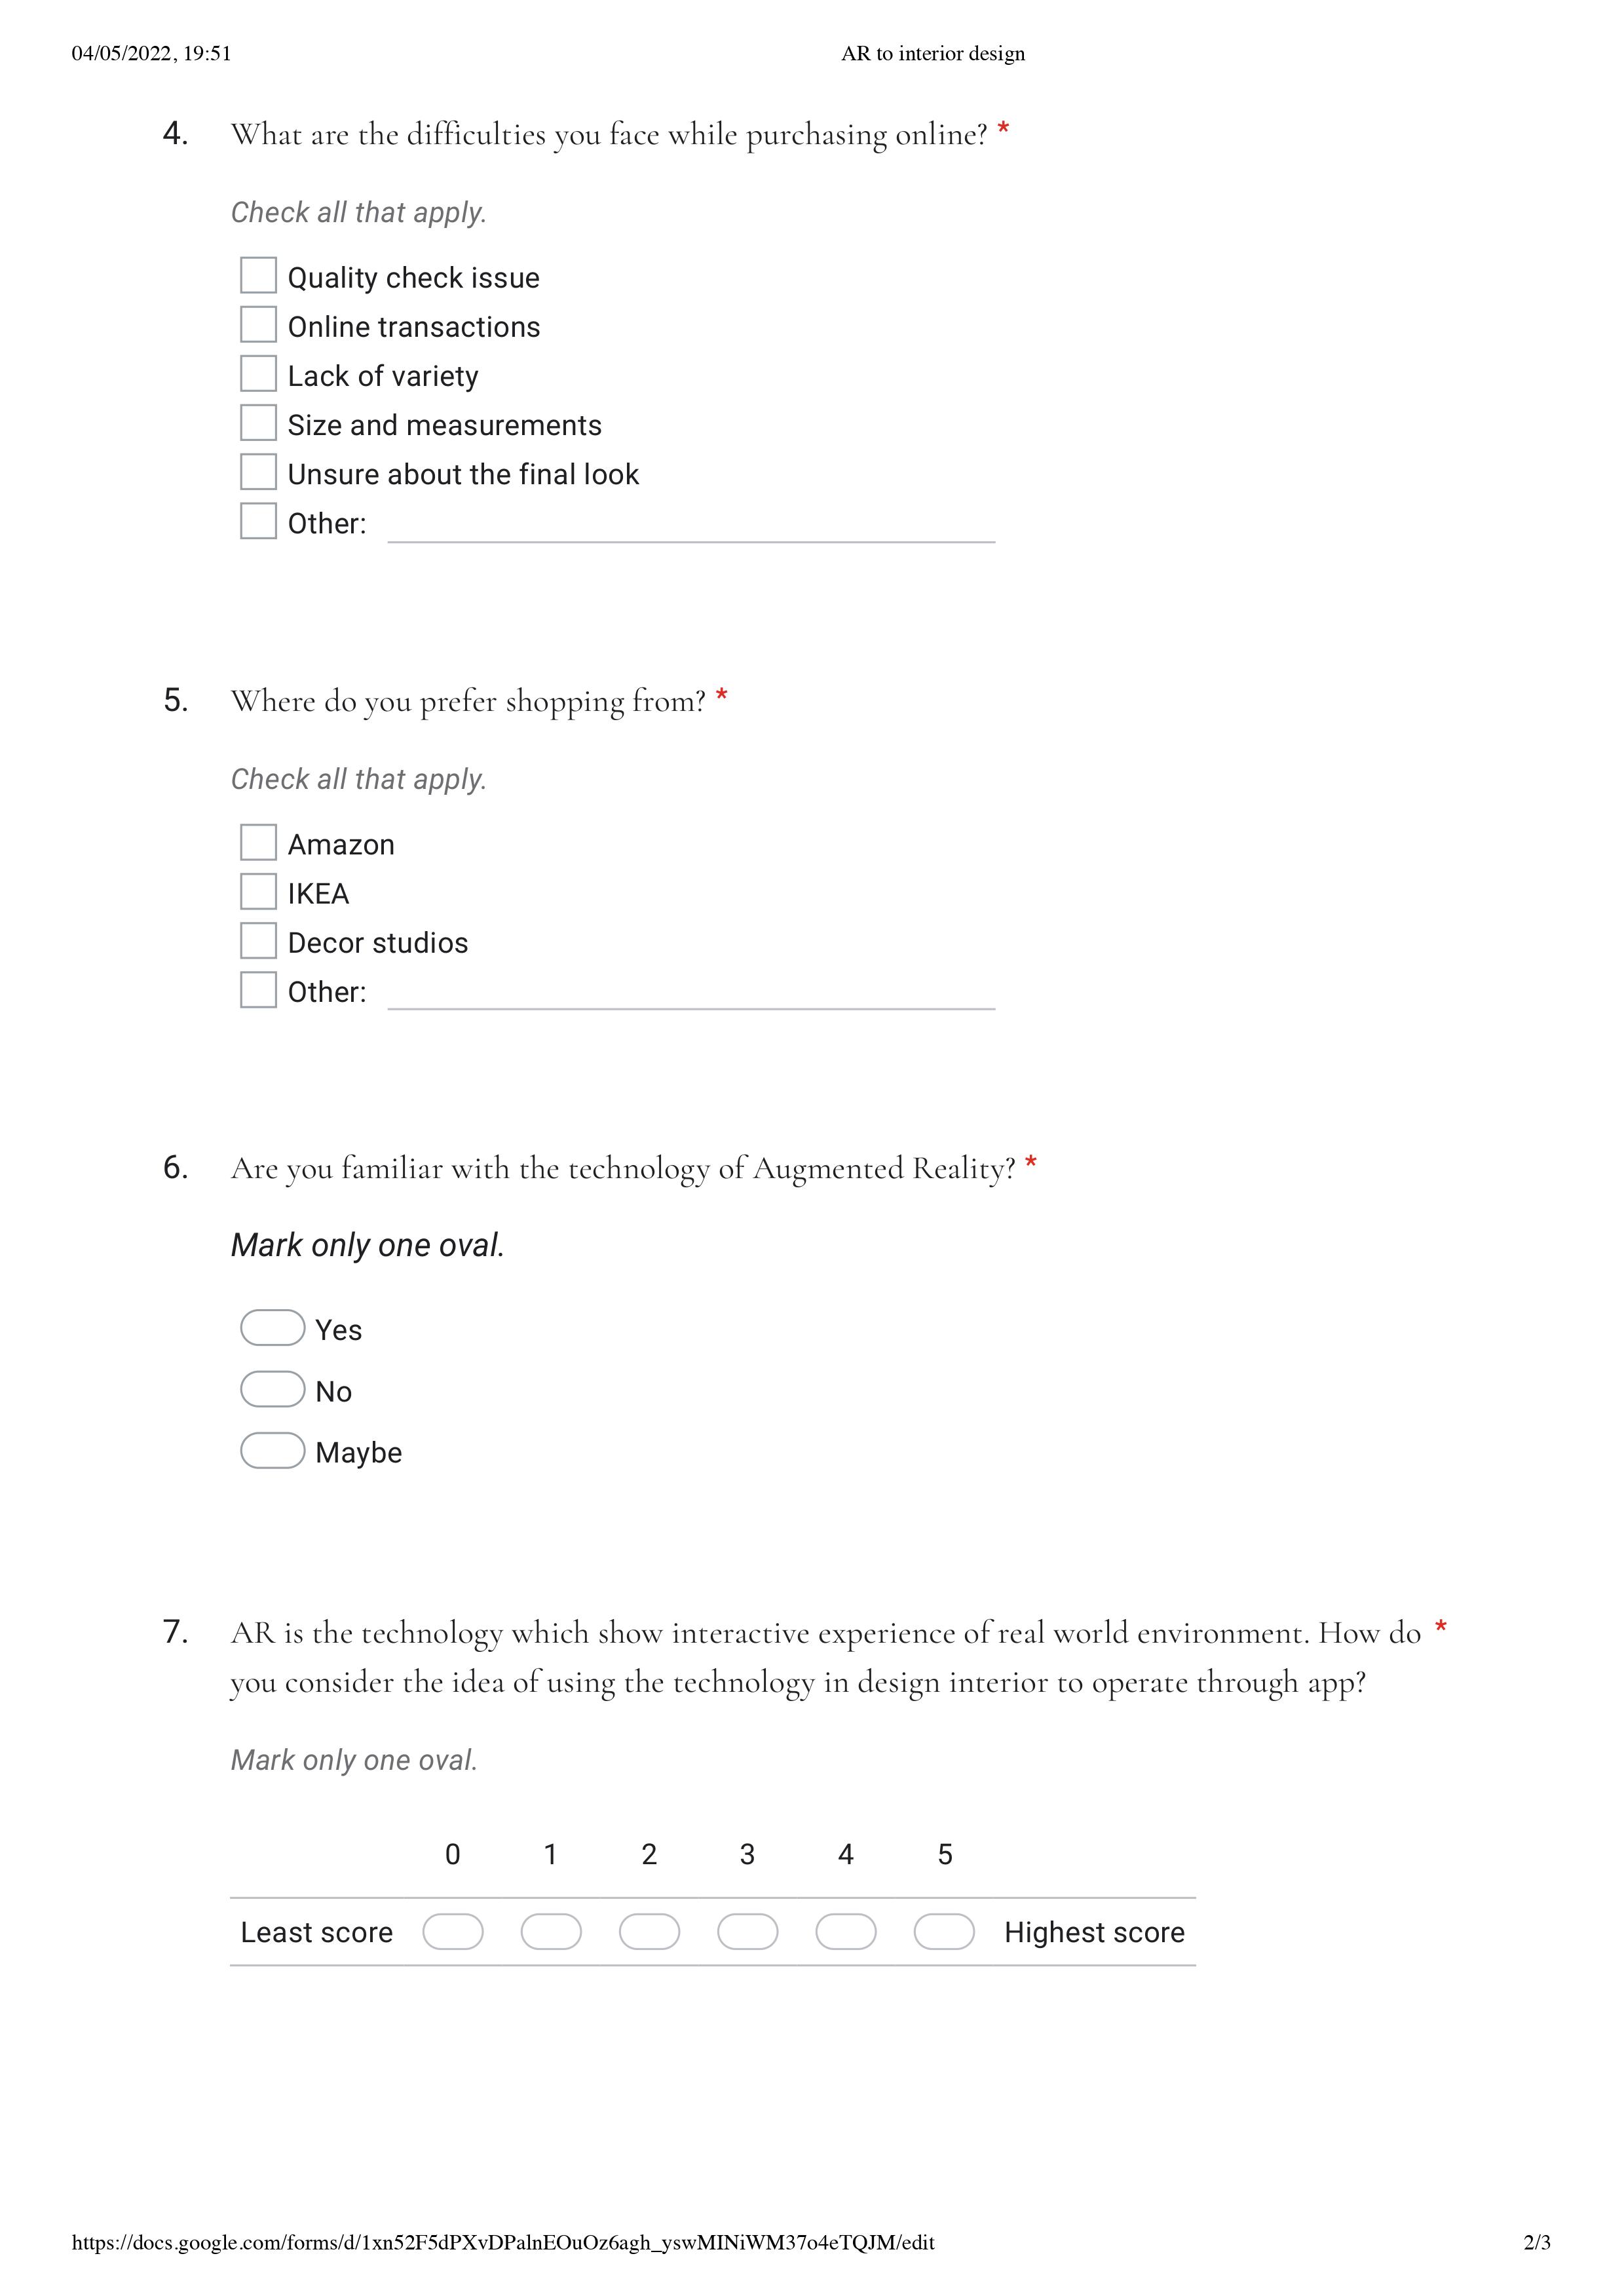 04/05/2022, 19:51 AR to interior design
4. What are the difficulties you face while purchasing online? *
Check all that apply.
Quality check issue
Online transactions
Lack of variety
Size and measurements
Unsure about the final look
Other:
5. Where do you prefer shopping from? *
Check all that apply.
Amazon
IKEA
Decor studios
Other:
6. Are you familiar with the technology of Augmented Reality? *
Mark only one oval.
Yes
No
Maybe
7. AR is the technology which show interactive experience of real world environment. How do *
you consider the idea of using the technology in design interior to operate through app?
Mark only one oval.
0 1 2 3 4 5
Least score Highest score
https://docs.google.com/forms/d/1xn52F5dPXvDPalnEOuOz6agh_yswMINiWM37o4eTQJM/edit 2/3